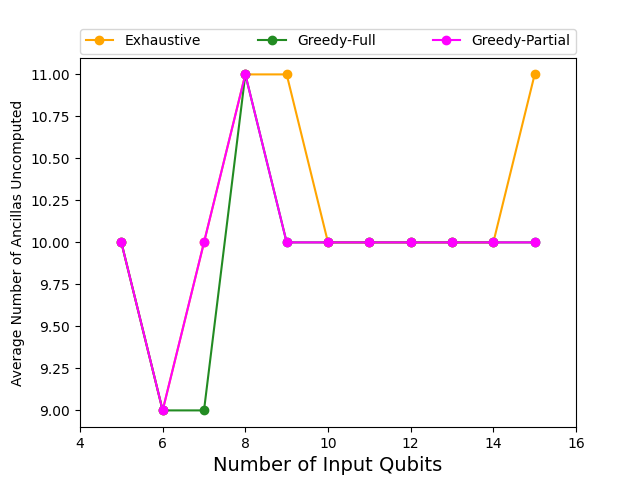 Exhaustive Greedy-Full Greedy-Partial
Average Number of Ancillas Uncomputed
11.00
10.75
10.50
10.25
10.00
9.75
9.50
9.25
9.00
4 6 8 10 12 14 16
Number of Input Qubits